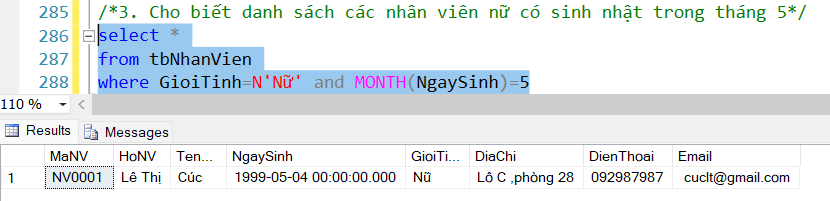 285 /*3. Cho biết danh sách các nhân viên nữ có sinh nhật trong tháng 5*/
286 select *
287 from tbNhanVien
288 where GioiTinh=N'Nữ' and MONTH(NgaySinh)=5
110 %
Results Messages
MaNV HoNV Ten... NgaySinh GioiTi... DiaChi DienThoai Email
1 NV0001 Lê Thị Cúc 1999-05-04 00:00:00.000 Nữ Lô C ,phòng 28 092987987 cuclt@gmail.com